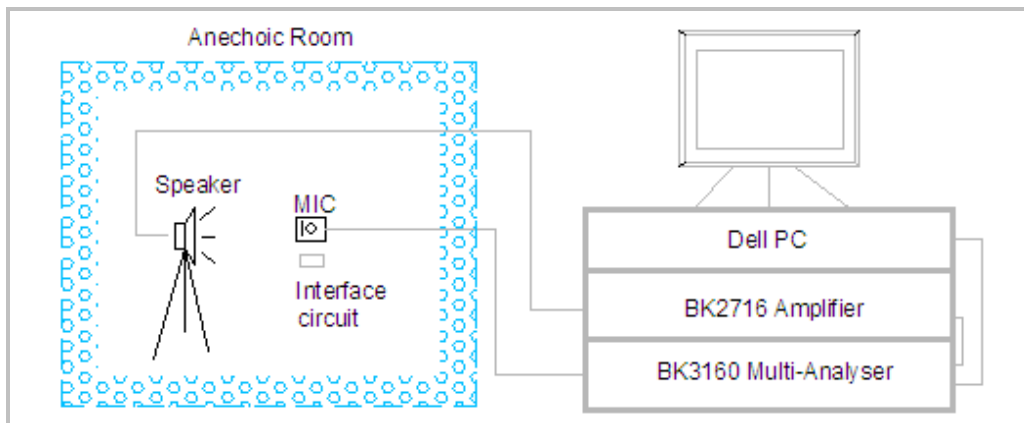 Anechoic Room
Speaker
MIC
Interface
circuit
Dell PC
BK2716 Amplifier
BK3160 Multi-Analyser